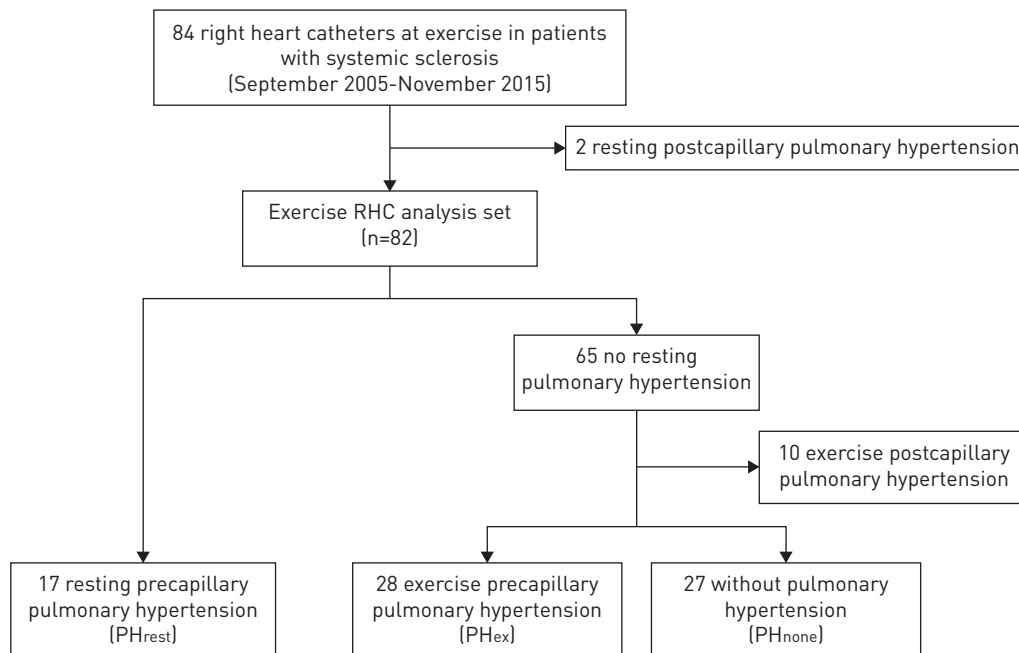 84 right heart catheters at exercise in patients
with systemic sclerosis
(September 2005-November 2015)
2 resting postcapillary pulmonary hypertension
Exercise RHC analysis set
(n=82)
65 no resting
pulmonary hypertension
10 exercise postcapillary
pulmonary hypertension
17 resting precapillary
pulmonary hypertension
(PHrest)
28 exercise precapillary
pulmonary hypertension
(PHex)
27 without pulmonary
hypertension
(PHnone)